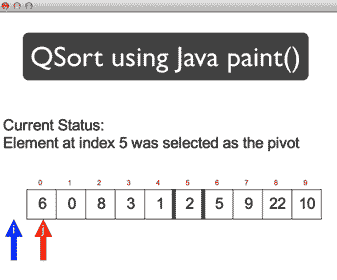 QSort using Java paint()
Current Status:
Element at index 5 was selected as the pivot
0 1 2 3 4 5 6 7 8 9
6 0 8 3 1 2 5 9 22 10
i j